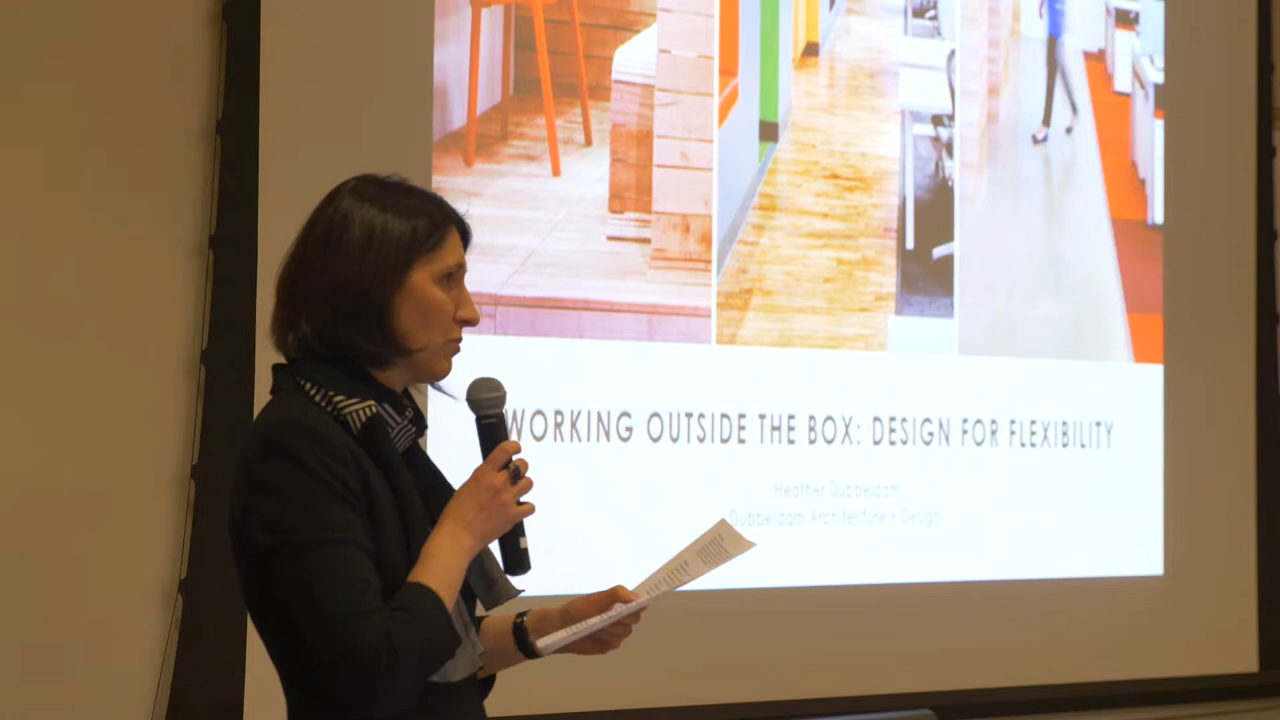 WORKING OUTSIDE THE BOX: DESIGN FOR FLEXIBILITY
Heather Dubbeldam
Dubbeldam Architecture + Design